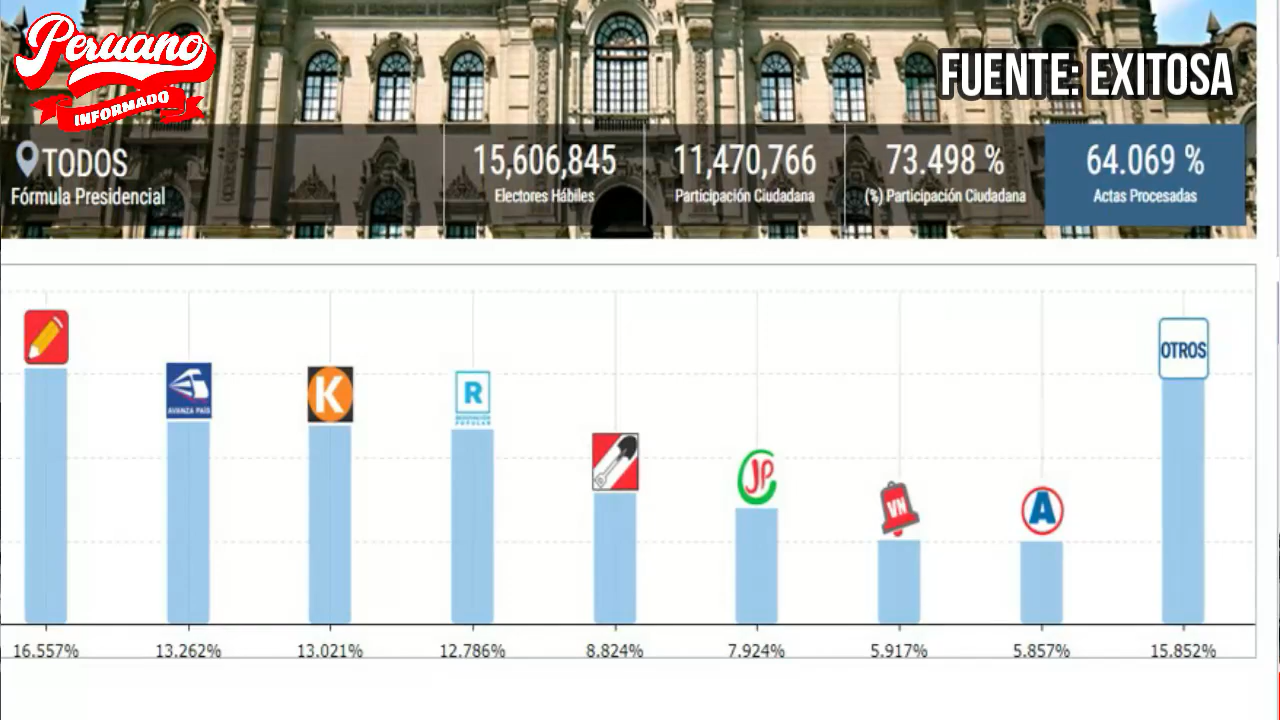 Peruano
INFORMADO
FUENTE: EXITOSA
TODOS
Fórmula Presidencial
15,606,845
Electores Hábiles
11,470,766
Participación Ciudadana
73.498 %
(%) Participación Ciudadana
64.069 %
Actas Procesadas
AVANZA PAÍS
K
R
RENOVACIÓN
POPULAR
JP
VN
A
OTROS
16.557%
13.262%
13.021%
12.786%
8.824%
7.924%
5.917%
5.857%
15.852%